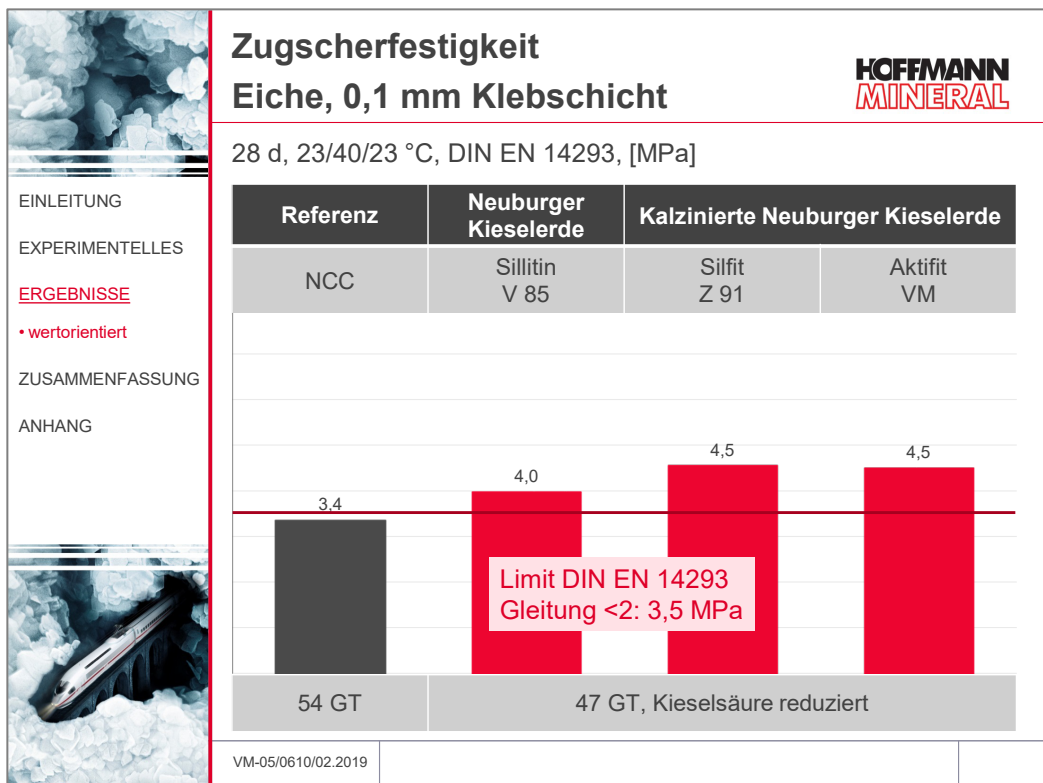 Zugscherfestigkeit
Eiche, 0,1 mm Klebschicht
HOFFMANN
MINERAL
28 d, 23/40/23 °C, DIN EN 14293, [MPa]
EINLEITUNG
EXPERIMENTELLES
ERGEBNISSE
• wertorientiert
ZUSAMMENFASSUNG
ANHANG
Referenz
Neuburger
Kieselerde
Kalzinierte Neuburger Kieselerde
NCC
Sillitin
V 85
Silfit
Z 91
Aktifit
VM
3,4
4,0
4,5
4,5
Limit DIN EN 14293
Gleitung <2: 3,5 MPa
54 GT
47 GT, Kieselsäure reduziert
VM-05/0610/02.2019